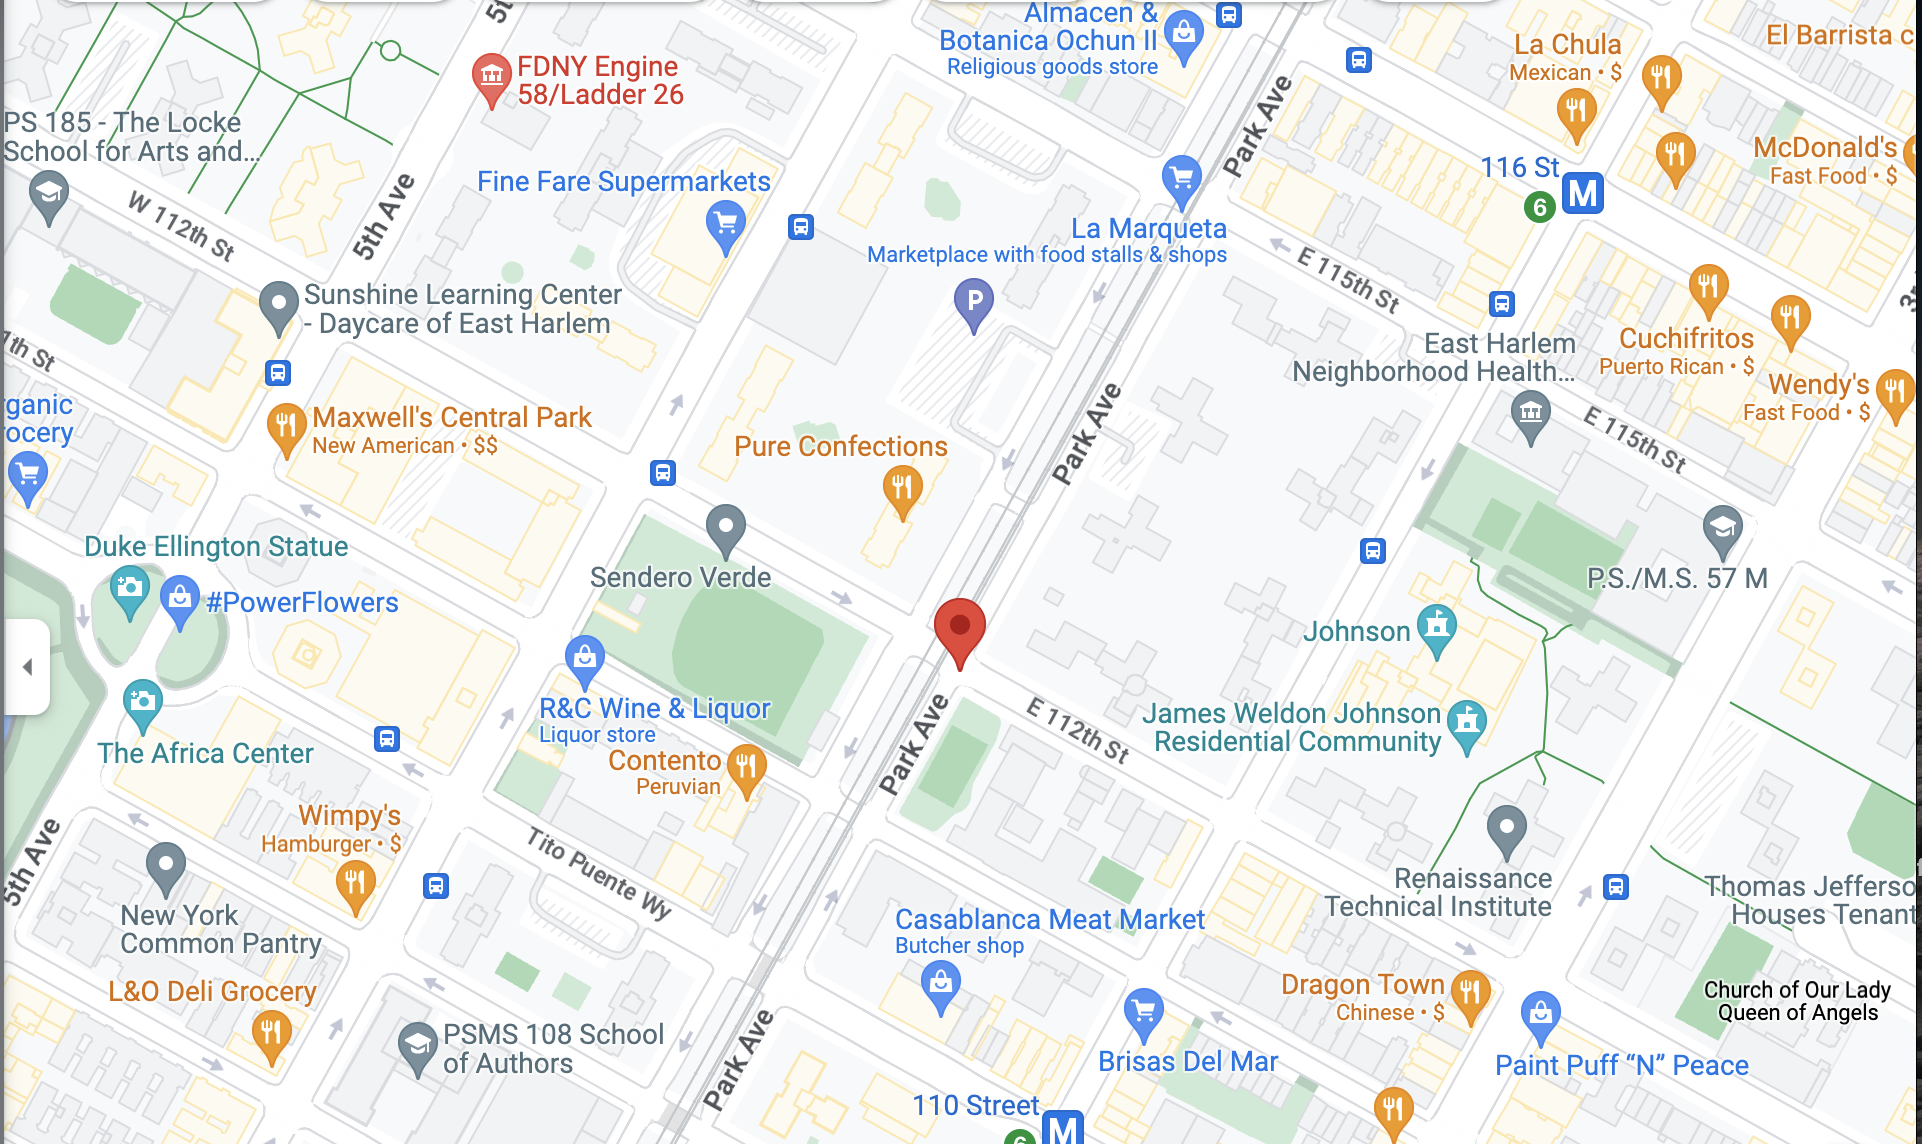 Almacen &
Botanica Ochun II
Religious goods store
La Chula
Mexican • $
El Barrista c
FDNY Engine
58/Ladder 26
PS 185 - The Locke
School for Arts and...
Park Ave
McDonald's
Fast Food • $
116 St
M
6
Fine Fare Supermarkets
W 112th St
5th Ave
La Marqueta
Marketplace with food stalls & shops
E 115th St
P
Sunshine Learning Center
- Daycare of East Harlem
East Harlem
Neighborhood Health...
Cuchifritos
Puerto Rican • $
Wendy's
Fast Food • $
1th St
rganic
rocery
Maxwell's Central Park
New American • $$
Pure Confections
Park Ave
E 115th St
Duke Ellington Statue
#PowerFlowers
Sendero Verde
P.S./M.S. 57 M
Johnson
R&C Wine & Liquor
Liquor store
E 112th St
James Weldon Johnson
Residential Community
The Africa Center
Contento
Peruvian
Park Ave
Wimpy's
Hamburger • $
5th Ave
Tito Puente Wy
New York
Common Pantry
Renaissance
Technical Institute
Thomas Jefferso
Houses Tenant
Casablanca Meat Market
Butcher shop
L&O Deli Grocery
Dragon Town
Chinese • $
Church of Our Lady
Queen of Angels
PSMS 108 School
of Authors
Brisas Del Mar
Paint Puff “N” Peace
Park Ave
110 Street
M
6